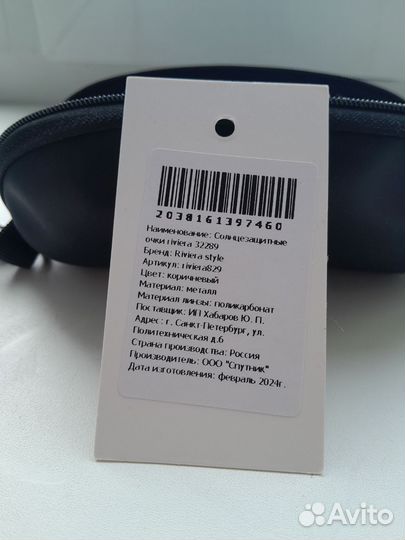 2038161397460
Наименование: Солнцезащитные
очки riviera 32289
Бренд: Riviera style
Артикул: riviera829
Цвет: коричневый
Материал: металл
Материал линзы: поликарбонат
Поставщик: ИП Хабаров Ю. П.
Адрес: г. Санкт-Петербург, ул.
Политехническая д.6
Страна производства: Россия
Производитель: ООО "Спутник"
Дата изготовления: февраль 2024г.
Avito